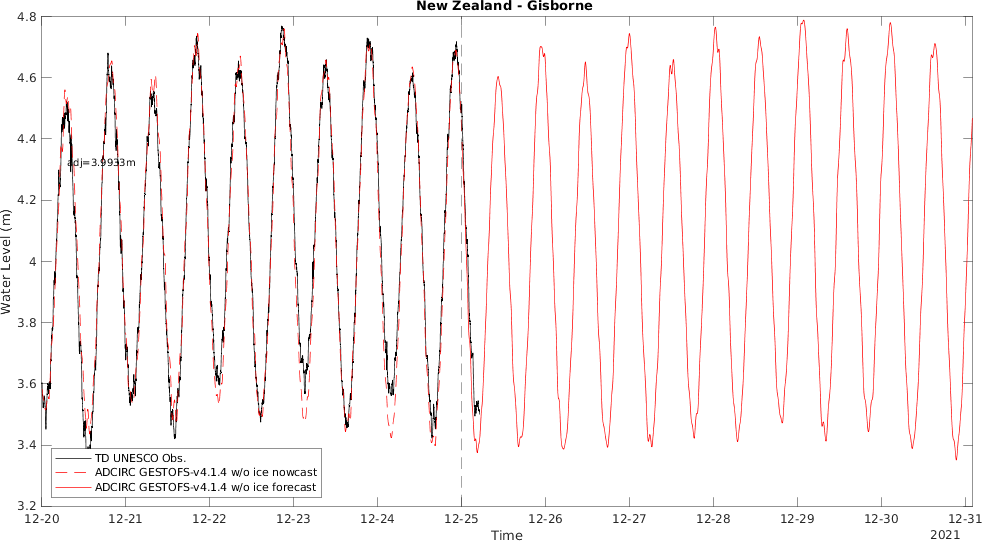 New Zealand - Gisborne
Water Level (m)
4.8
4.6
4.4
4.2
4
3.8
3.6
3.4
3.2
adj=3.9933m
TD UNESCO Obs.
ADCIRC GESTOFS-v4.1.4 w/o ice nowcast
ADCIRC GESTOFS-v4.1.4 w/o ice forecast
12-20 12-21 12-22 12-23 12-24 12-25 12-26 12-27 12-28 12-29 12-30 12-31
Time
2021